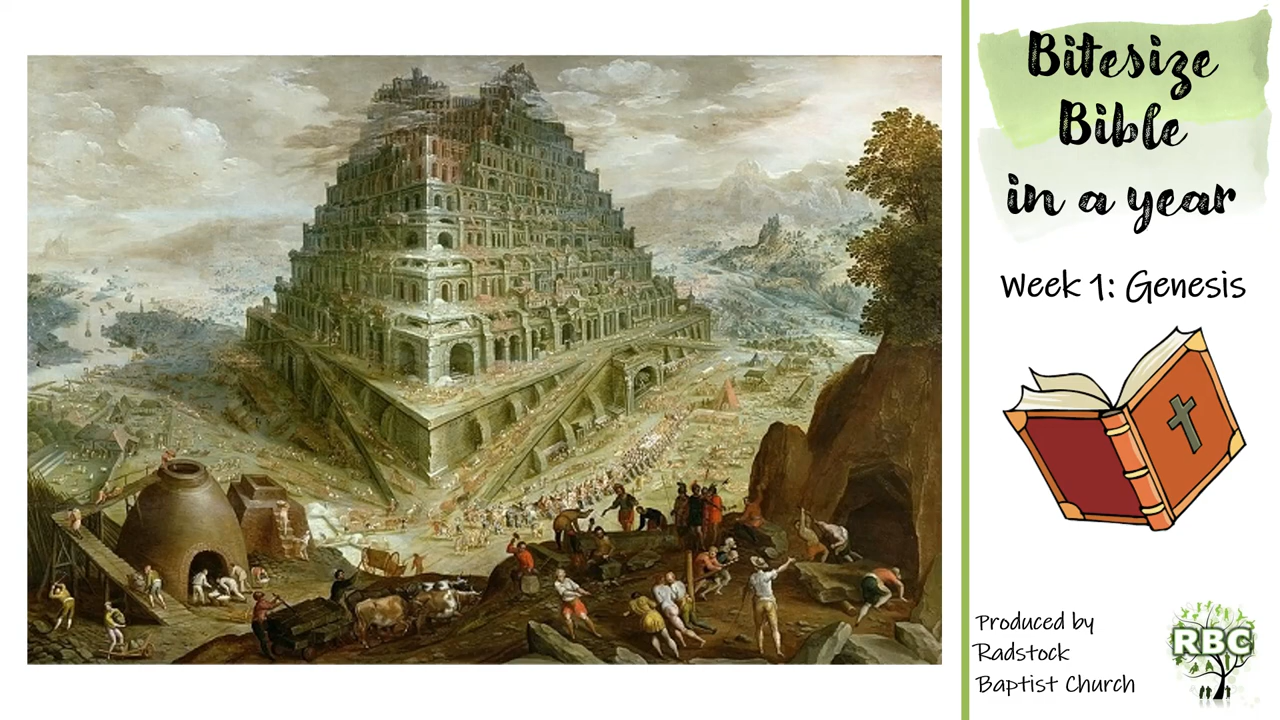 Bitesize
Bible
in a year
Week 1: Genesis
Produced by
Radstock
Baptist Church
RBC